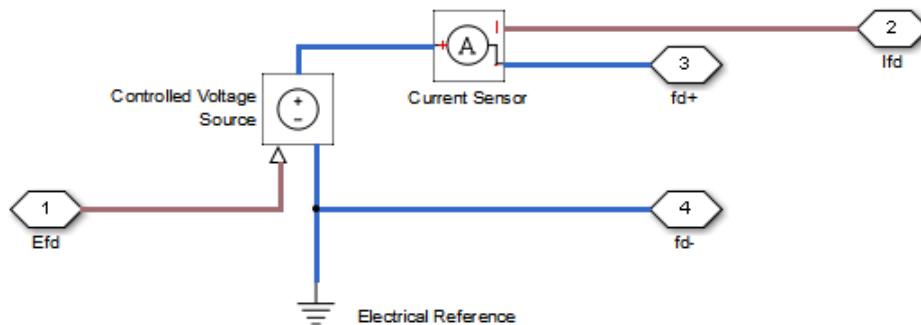 2
Ifd
A
I
3
fd+
Current Sensor
Controlled Voltage
Source
+
-
1
Efd
4
fd-
Electrical Reference